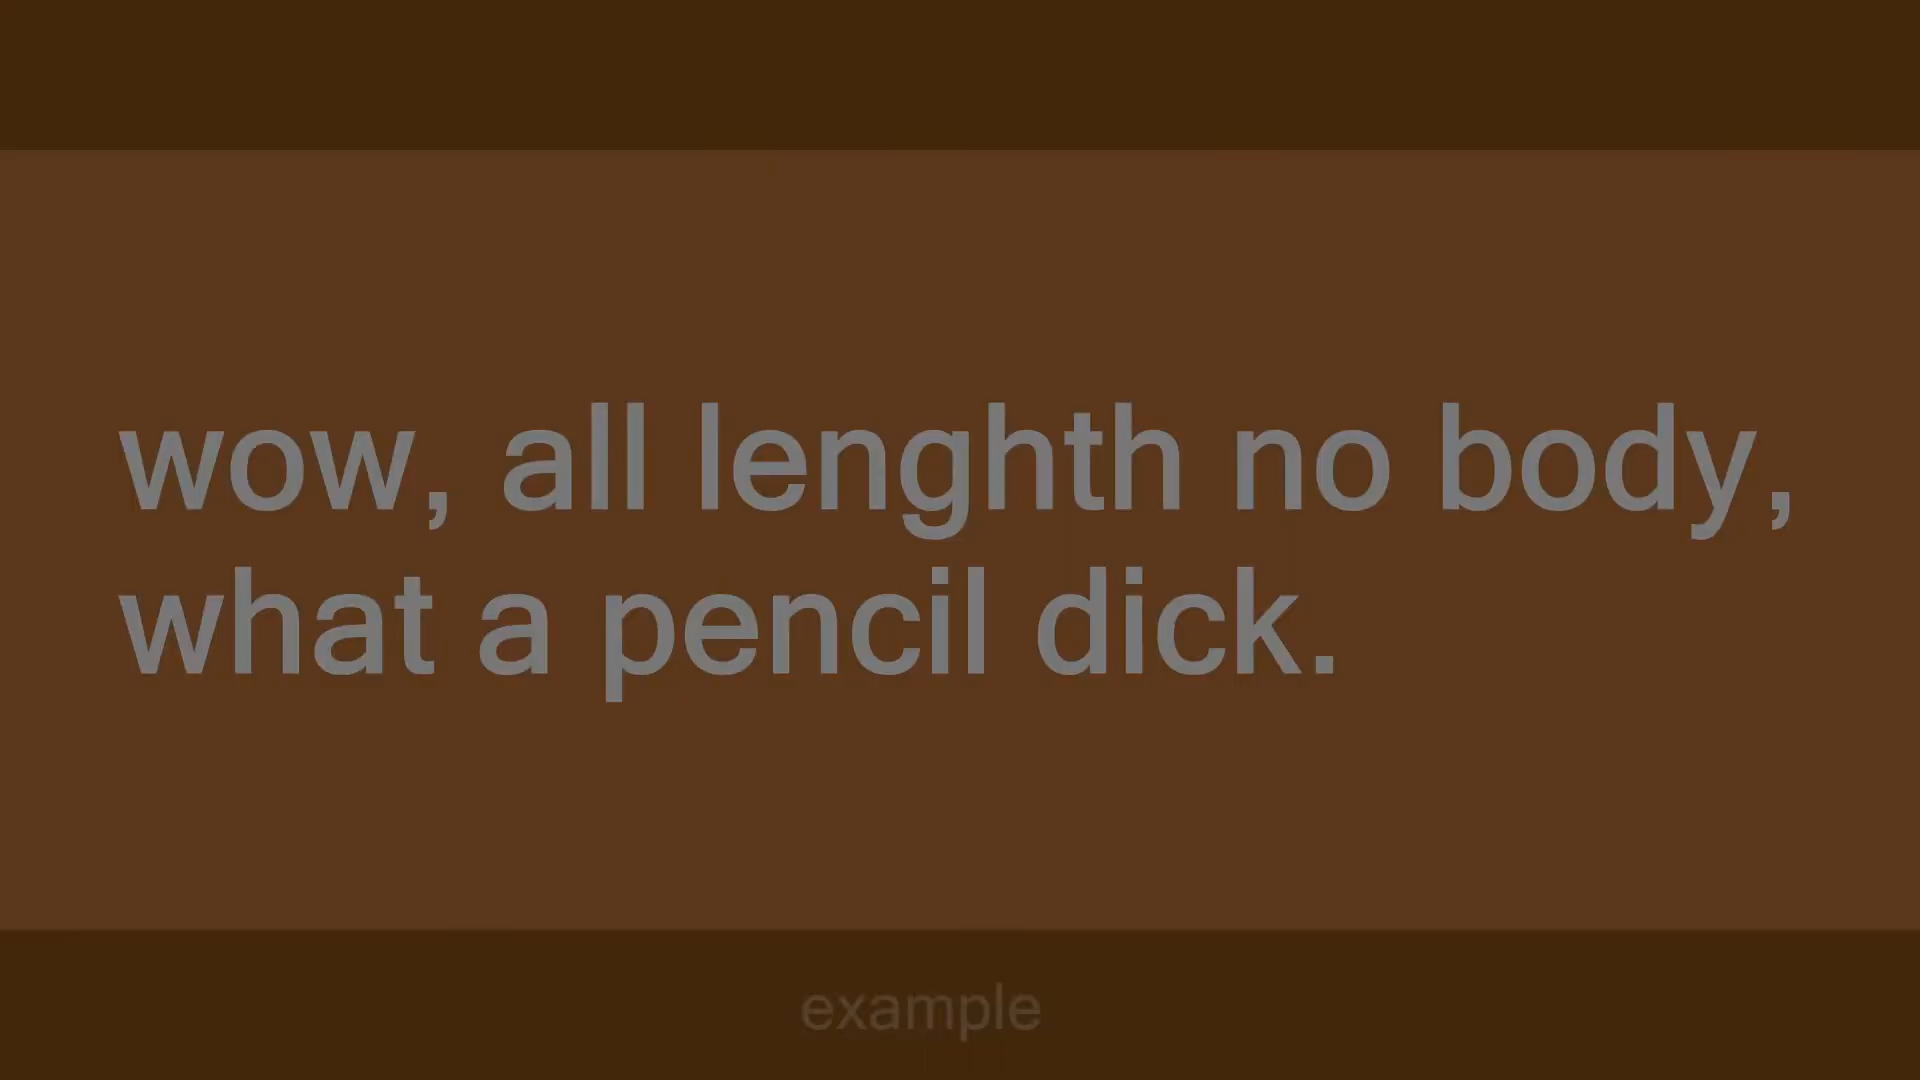 wow, all lenghth no body,
what a pencil dick.
example